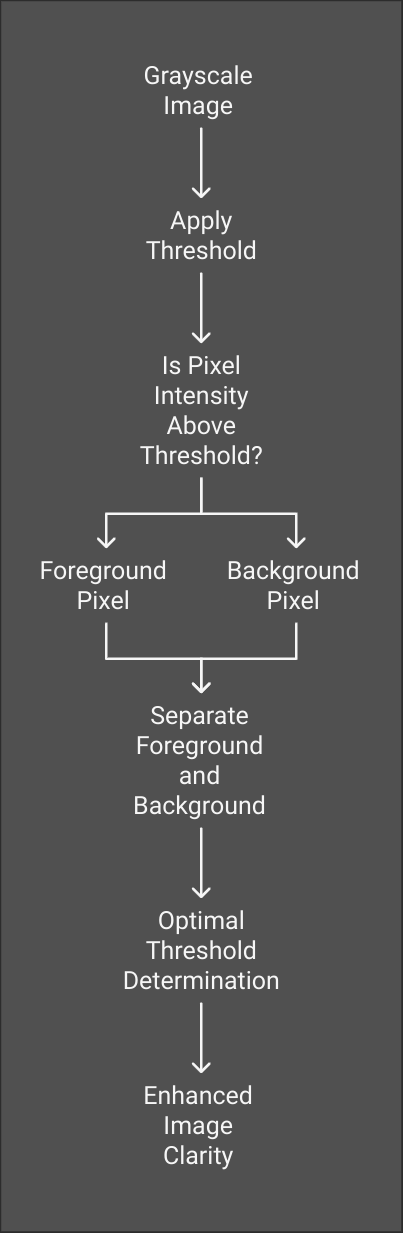 Grayscale
Image
Apply
Threshold
Is Pixel
Intensity
Above
Threshold?
Foreground
Pixel
Background
Pixel
Separate
Foreground
and
Background
Optimal
Threshold
Determination
Enhanced
Image
Clarity